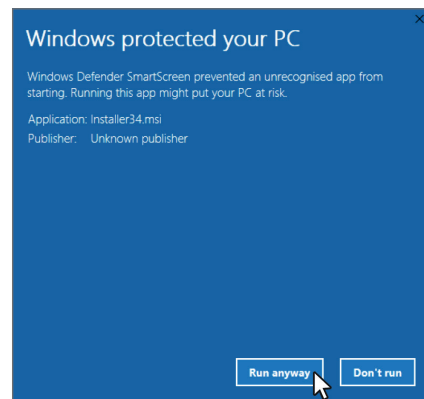 Windows protected your PC
Windows Defender SmartScreen prevented an unrecognised app from
starting. Running this app might put your PC at risk.
Application: Installer34.msi
Publisher: Unknown publisher
Run anyway
Don't run